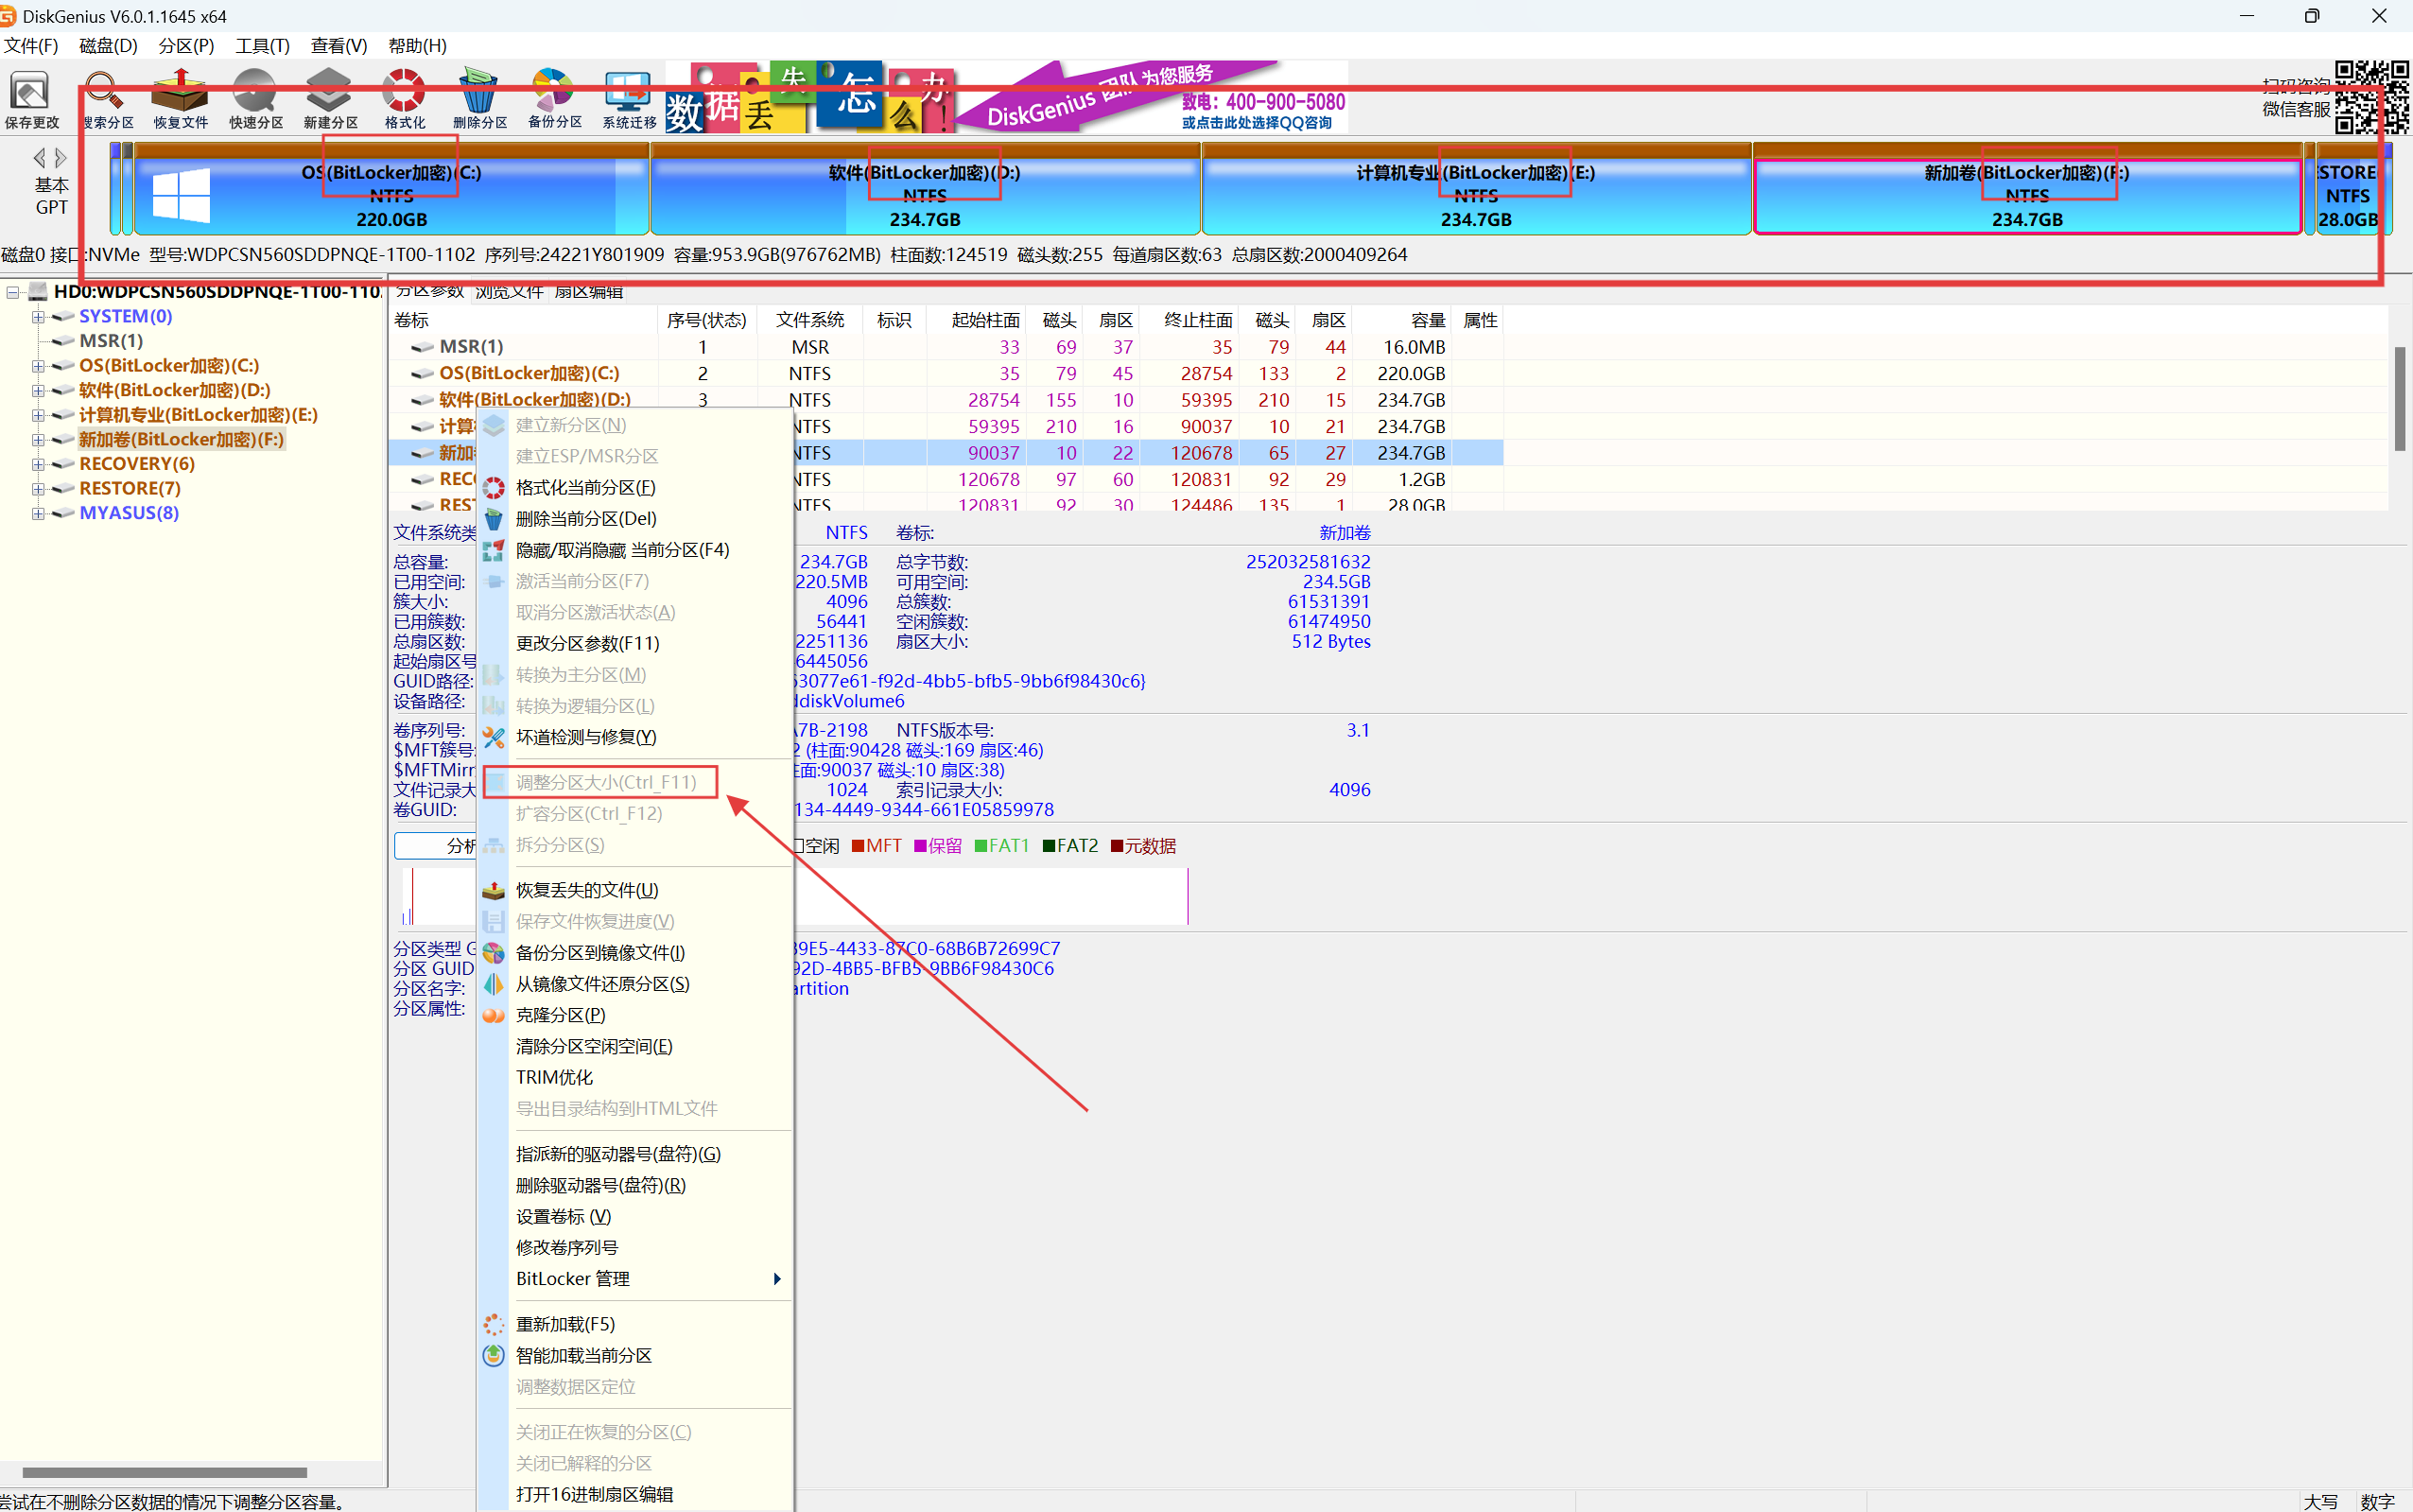 DiskGenius V6.0.1.1645 x64
文件(F) 磁盘(D) 分区(P) 工具(T) 查看(V) 帮助(H)
保存更改 搜索分区 恢复文件 快速分区 新建分区 格式化 删除分区 备份分区 系统迁移
数据丢失怎么办!
DiskGenius 团队为您服务
致电：400-900-5080
或点击此处选择QQ咨询
扫码咨询
微信客服
基本
GPT
OS(BitLocker加密)(C:)
NTFS
220.0GB
软件(BitLocker加密)(D:)
NTFS
234.7GB
计算机专业(BitLocker加密)(E:)
NTFS
234.7GB
新加卷(BitLocker加密)(F:)
NTFS
234.7GB
STORE
NTFS
28.0GB
磁盘0 接口:NVMe 型号:WDPCSN560SDDPNQE-1T00-1102 序列号:24221Y801909 容量:953.9GB(976762MB) 柱面数:124519 磁头数:255 每道扇区数:63 总扇区数:2000409264
HD0:WDPCSN560SDDPNQE-1T00-110
SYSTEM(0)
MSR(1)
OS(BitLocker加密)(C:)
软件(BitLocker加密)(D:)
计算机专业(BitLocker加密)(E:)
新加卷(BitLocker加密)(F:)
RECOVERY(6)
RESTORE(7)
MYASUS(8)
分区参数 浏览文件 扇区编辑
卷标 序号(状态) 文件系统 标识 起始柱面 磁头 扇区 终止柱面 磁头 扇区 容量 属性
MSR(1) 1 MSR 33 69 37 35 79 44 16.0MB
OS(BitLocker加密)(C:) 2 NTFS 35 79 45 28754 133 2 220.0GB
软件(BitLocker加密)(D:) 3 NTFS 28754 155 10 59395 210 15 234.7GB
计算 NTFS 59395 210 16 90037 10 21 234.7GB
新加 NTFS 90037 10 22 120678 65 27 234.7GB
REC NTFS 120678 97 60 120831 92 29 1.2GB
REST NTFS 120831 92 30 124486 135 1 28.0GB
文件系统类 NTFS 卷标: 新加卷
总容量: 234.7GB 总字节数: 252032581632
已用空间: 220.5MB 可用空间: 234.5GB
簇大小: 4096 总簇数: 61531391
已用簇数: 56441 空闲簇数: 61474950
总扇区数: 2251136 扇区大小: 512 Bytes
起始扇区号 6445056
GUID路径: 63077e61-f92d-4bb5-bfb5-9bb6f98430c6}
设备路径: ddiskVolume6
卷序列号: A7B-2198 NTFS版本号: 3.1
$MFT簇号: 2 (柱面:90428 磁头:169 扇区:46)
$MFTMirr 柱面:90037 磁头:10 扇区:38)
文件记录大 1024 索引记录大小: 4096
卷GUID: 134-4449-9344-661E05859978
分析 空闲 MFT 保留 FAT1 FAT2 元数据
分区类型 G 39E5-4433-87C0-68B6B72699C7
分区 GUID 92D-4BB5-BFB5-9BB6F98430C6
分区名字: artition
分区属性:
建立新分区(N)
建立ESP/MSR分区
格式化当前分区(F)
删除当前分区(Del)
隐藏/取消隐藏 当前分区(F4)
激活当前分区(F7)
取消分区激活状态(A)
更改分区参数(F11)
转换为主分区(M)
转换为逻辑分区(L)
坏道检测与修复(Y)
调整分区大小(Ctrl_F11)
扩容分区(Ctrl_F12)
拆分分区(S)
恢复丢失的文件(U)
保存文件恢复进度(V)
备份分区到镜像文件(I)
从镜像文件还原分区(S)
克隆分区(P)
清除分区空闲空间(E)
TRIM优化
导出目录结构到HTML文件
指派新的驱动器号(盘符)(G)
删除驱动器号(盘符)(R)
设置卷标 (V)
修改卷序列号
BitLocker 管理
重新加载(F5)
智能加载当前分区
调整数据区定位
关闭正在恢复的分区(C)
关闭已解释的分区
打开16进制扇区编辑
尝试在不删除分区数据的情况下调整分区容量。 大写 数字